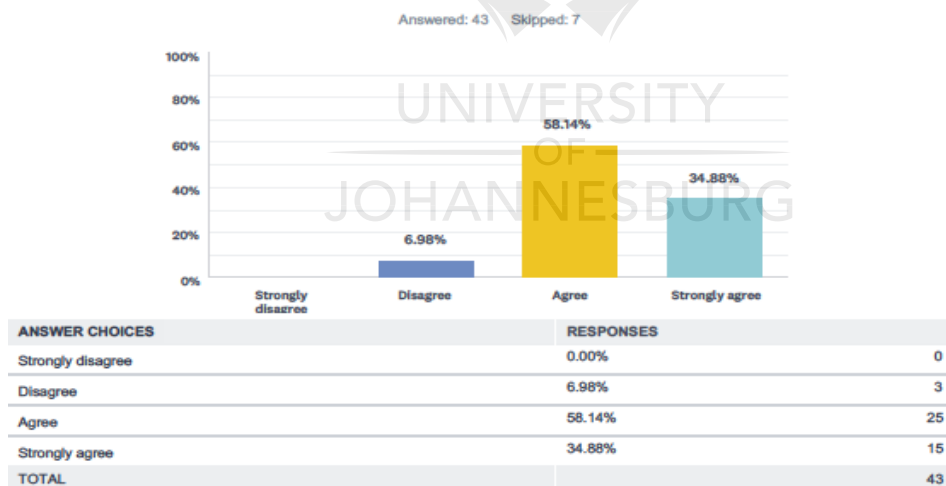 Answered: 43 Skipped: 7
100%
80%
60%
40%
20%
0%
UNIVERSITY
OF
JOHANNESBURG
6.98%
58.14%
34.88%
Strongly
disagree
Disagree
Agree
Strongly agree
ANSWER CHOICES RESPONSES
Strongly disagree 0.00% 0
Disagree 6.98% 3
Agree 58.14% 25
Strongly agree 34.88% 15
TOTAL 43